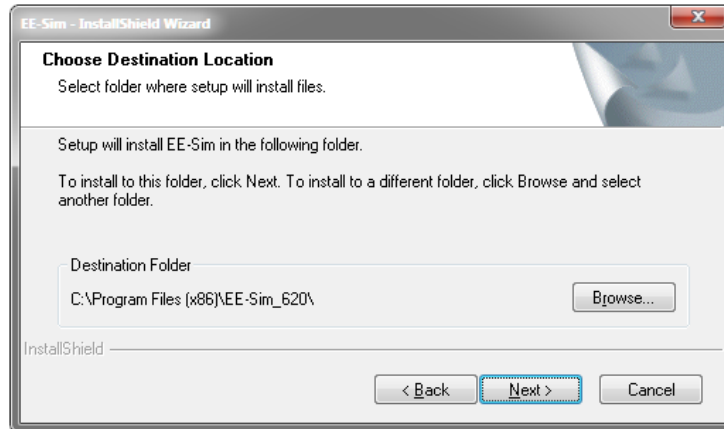 EE-Sim - InstallShield Wizard
Choose Destination Location
Select folder where setup will install files.
Setup will install EE-Sim in the following folder.
To install to this folder, click Next. To install to a different folder, click Browse and select
another folder.
Destination Folder
C:\Program Files (x86)\EE-Sim_620\
Browse...
InstallShield
< Back
Next >
Cancel